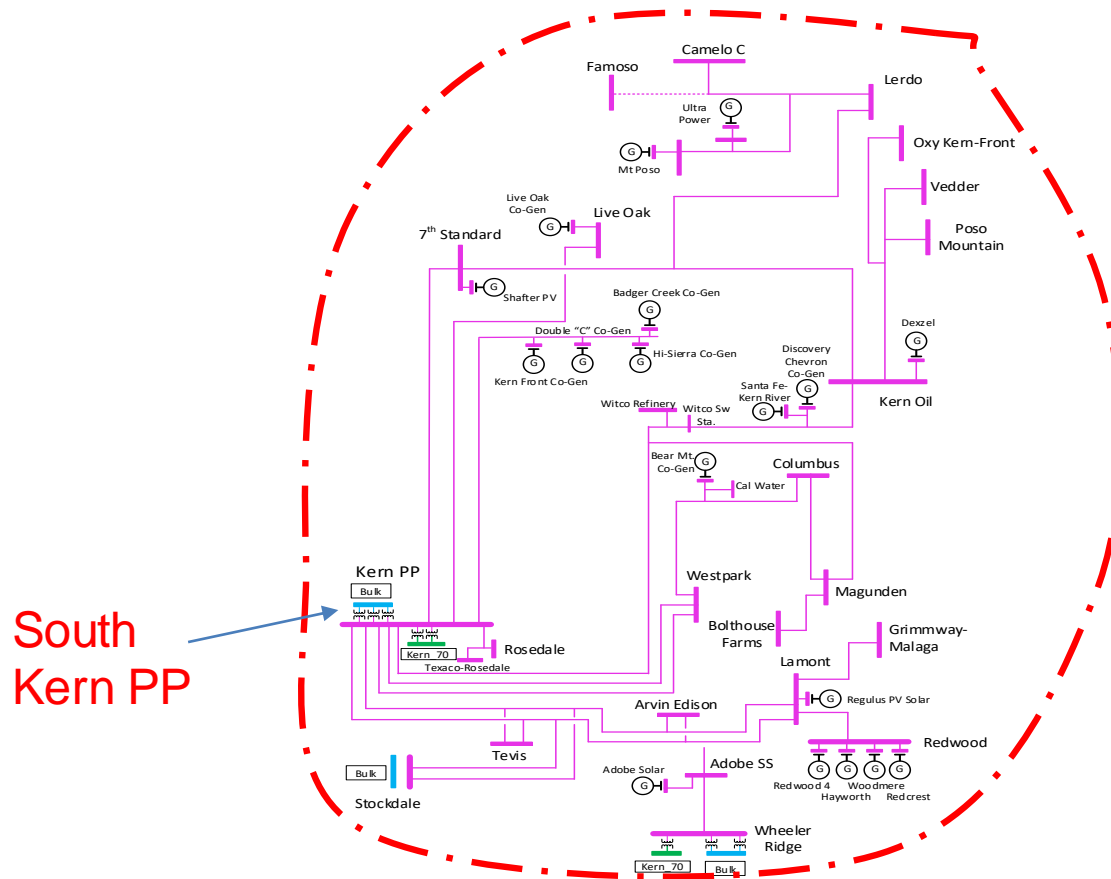 Camelo C
Famoso
Lerdo
Ultra
Power
G
Oxy Kern-Front
G
Mt Poso
Vedder
Live Oak
Co-Gen
Live Oak
G
Poso
Mountain
7th Standard
G
Shafter PV
Badger Creek Co-Gen
G
Double "C" Co-Gen
Dexzel
G
G
G
G
Hi-Sierra Co-Gen
Kern Front Co-Gen
Discovery
Chevron
Co-Gen
Santa Fe-
Kern River
G
G
Kern Oil
Witco Refinery
Witco Sw
Sta.
Bear Mt.
Co-Gen
G
Columbus
Cal Water
Kern PP
Bulk
Westpark
Magunden
South
Kern PP
Bolthouse
Farms
Grimmway-
Malaga
Rosedale
Kern_70
Texaco-Rosedale
Lamont
G
Regulus PV Solar
Arvin Edison
Redwood
Tevis
Adobe SS
Bulk
Adobe Solar
G
G
G
G
G
Redwood 4
Woodmere
Hayworth
Redcrest
Stockdale
Wheeler
Ridge
Kern_70
Bulk